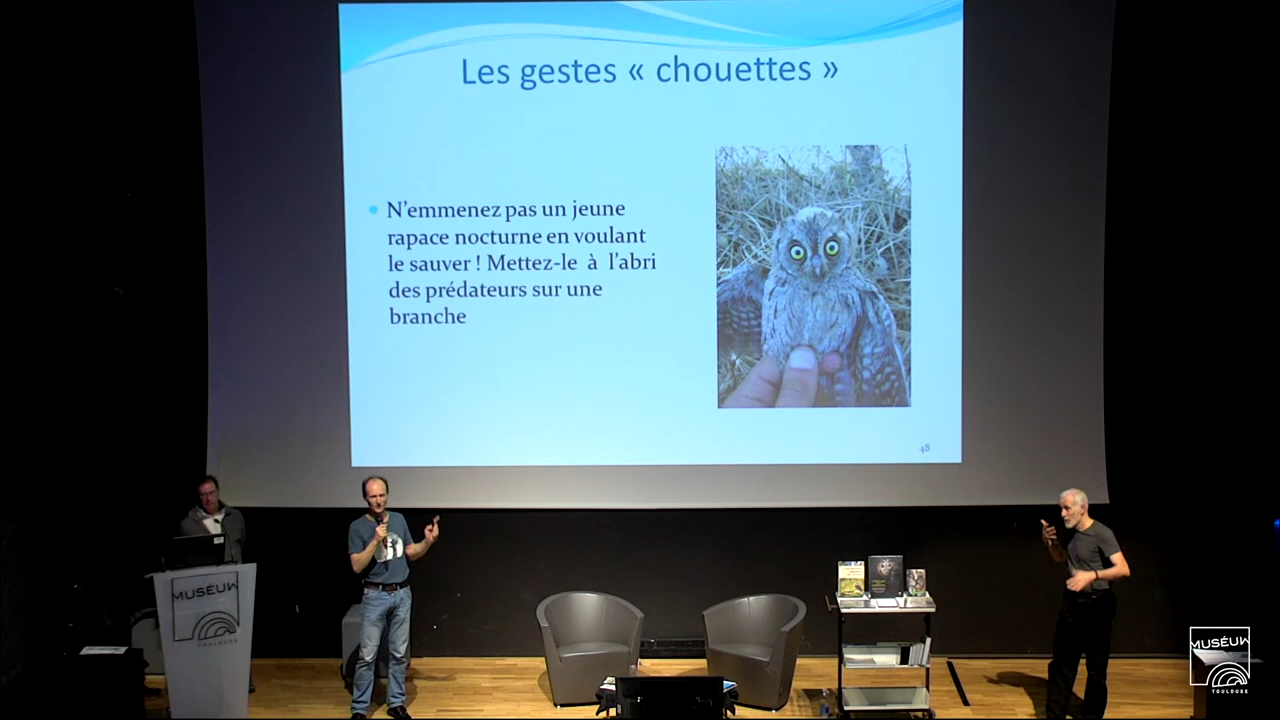 Les gestes « chouettes »
N'emmenez pas un jeune
rapace nocturne en voulant
le sauver ! Mettez-le à l'abri
des prédateurs sur une
branche
48
MUSÉUM
TOULOUSE
MUSÉUM
TOULOUSE